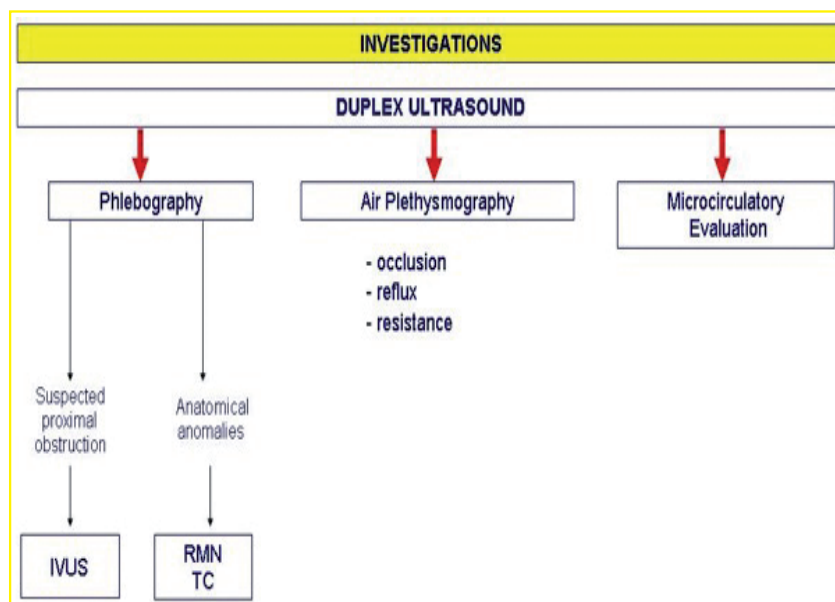 INVESTIGATIONS
DUPLEX ULTRASOUND
Phlebography
Air Plethysmography
Microcirculatory
Evaluation
- occlusion
- reflux
- resistance
Suspected
proximal
obstruction
Anatomical
anomalies
IVUS
RMN
TC